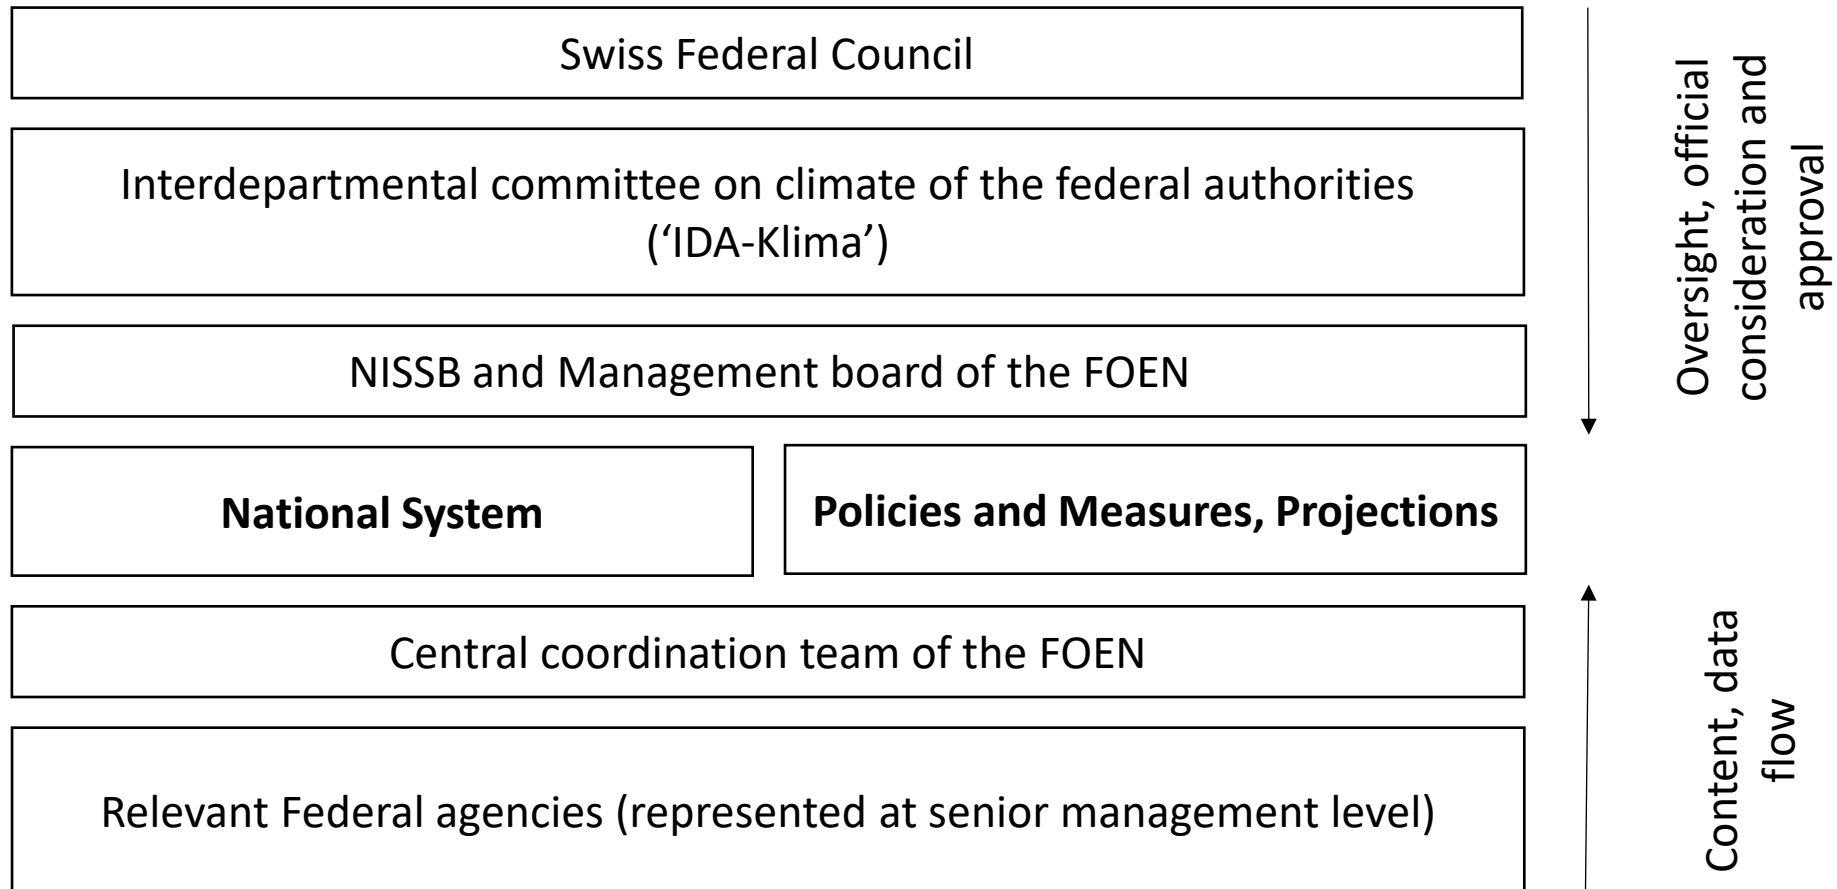 Swiss Federal Council
Interdepartmental committee on climate of the federal authorities
(‘IDA-Klima’)
NISSB and Management board of the FOEN
National System
Policies and Measures, Projections
Central coordination team of the FOEN
Relevant Federal agencies (represented at senior management level)
Oversight, official
consideration and
approval
Content, data
flow